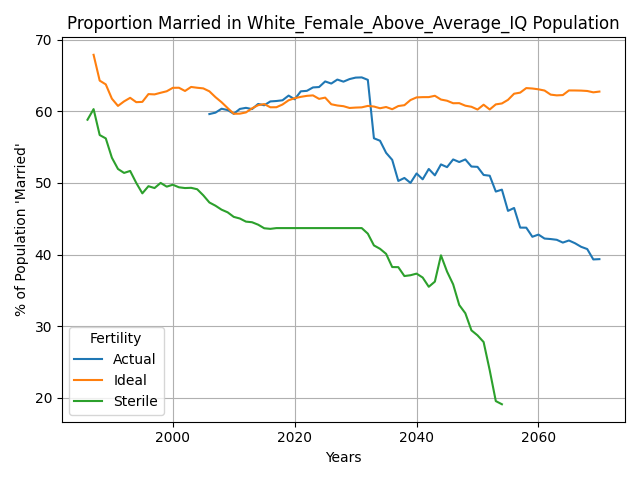 Proportion Married in White_Female_Above_Average_IQ Population
% of Population 'Married'
70
60
50
40
30
20
Fertility
Actual
Ideal
Sterile
2000
2020
2040
2060
Years